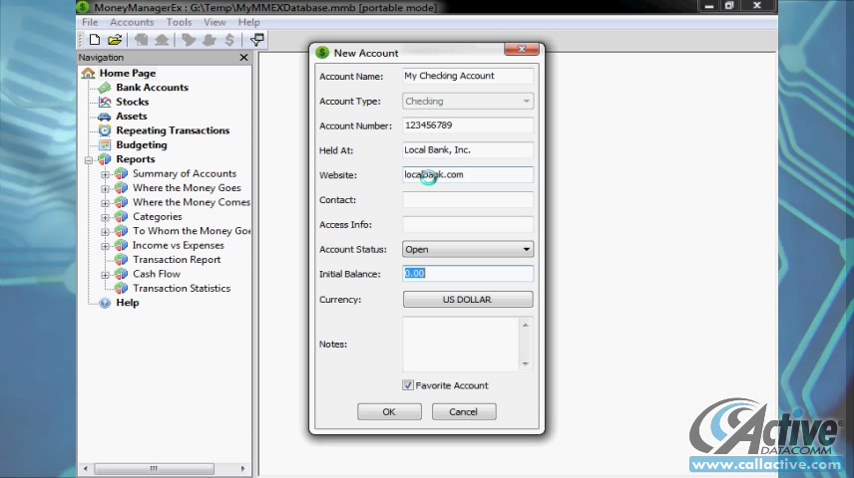 MoneyManagerEx : G:\Temp\MyMMEXDatabase.mmb [portable mode]
File Accounts Tools View Help
Navigation
Home Page
Bank Accounts
Stocks
Assets
Repeating Transactions
Budgeting
Reports
Summary of Accounts
Where the Money Goes
Where the Money Comes
Categories
To Whom the Money Goe
Income vs Expenses
Transaction Report
Cash Flow
Transaction Statistics
Help
New Account
Account Name: My Checking Account
Account Type: Checking
Account Number: 123456789
Held At: Local Bank, Inc.
Website: localbank.com
Contact:
Access Info:
Account Status: Open
Initial Balance: 0.00
Currency: US DOLLAR
Notes:
Favorite Account
OK Cancel
Active
DATACOMM
www.callactive.com